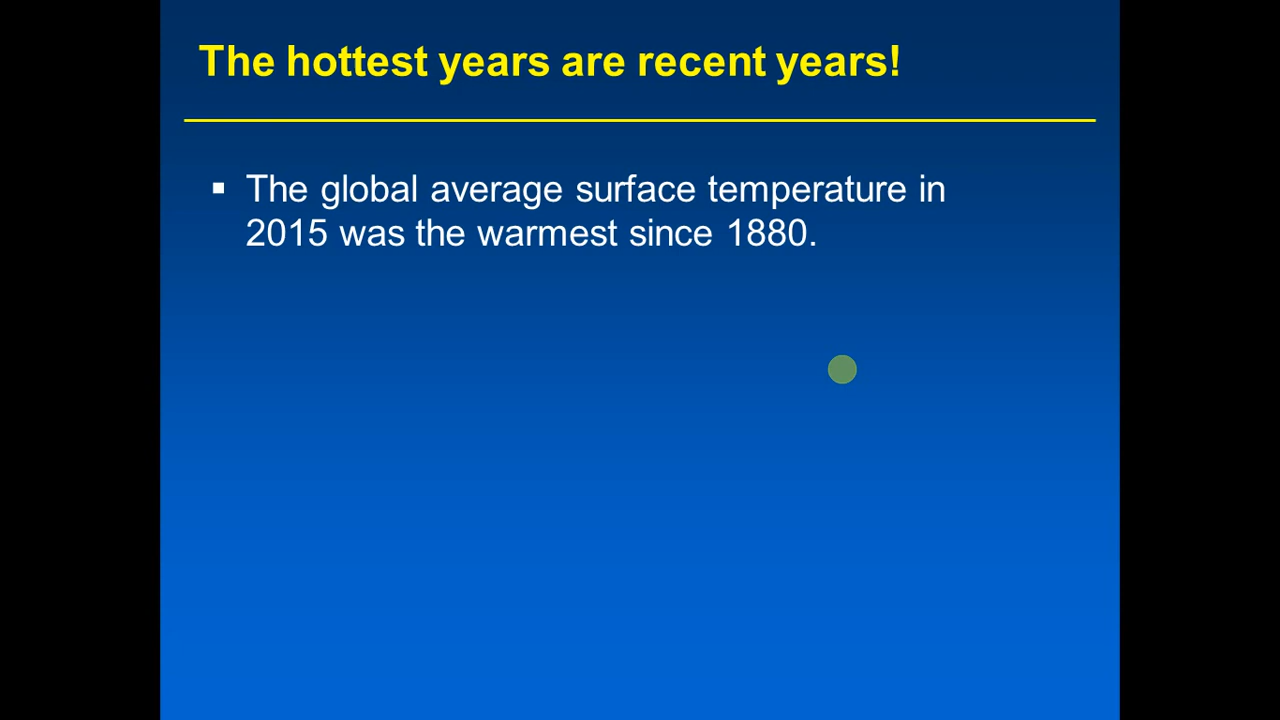 The hottest years are recent years!
▪ The global average surface temperature in
2015 was the warmest since 1880.